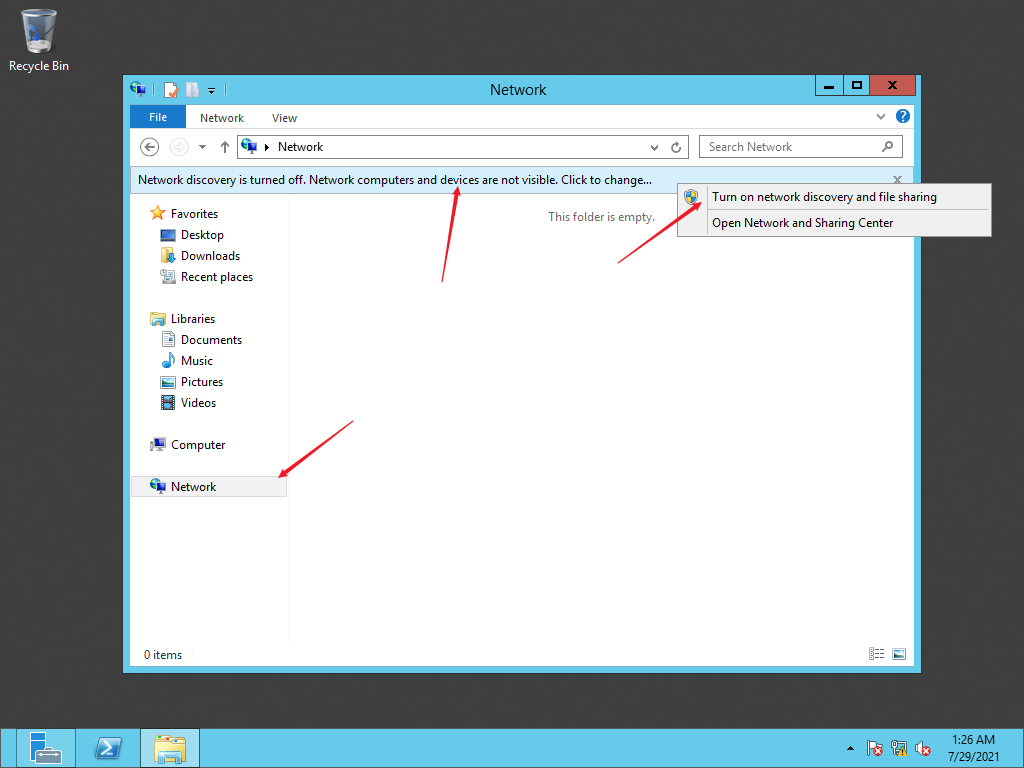 Recycle Bin
Network
File
Network
View
Network
Search Network
Network discovery is turned off. Network computers and devices are not visible. Click to change...
Turn on network discovery and file sharing
Open Network and Sharing Center
This folder is empty.
Favorites
Desktop
Downloads
Recent places
Libraries
Documents
Music
Pictures
Videos
Computer
Network
0 items
1:26 AM
7/29/2021